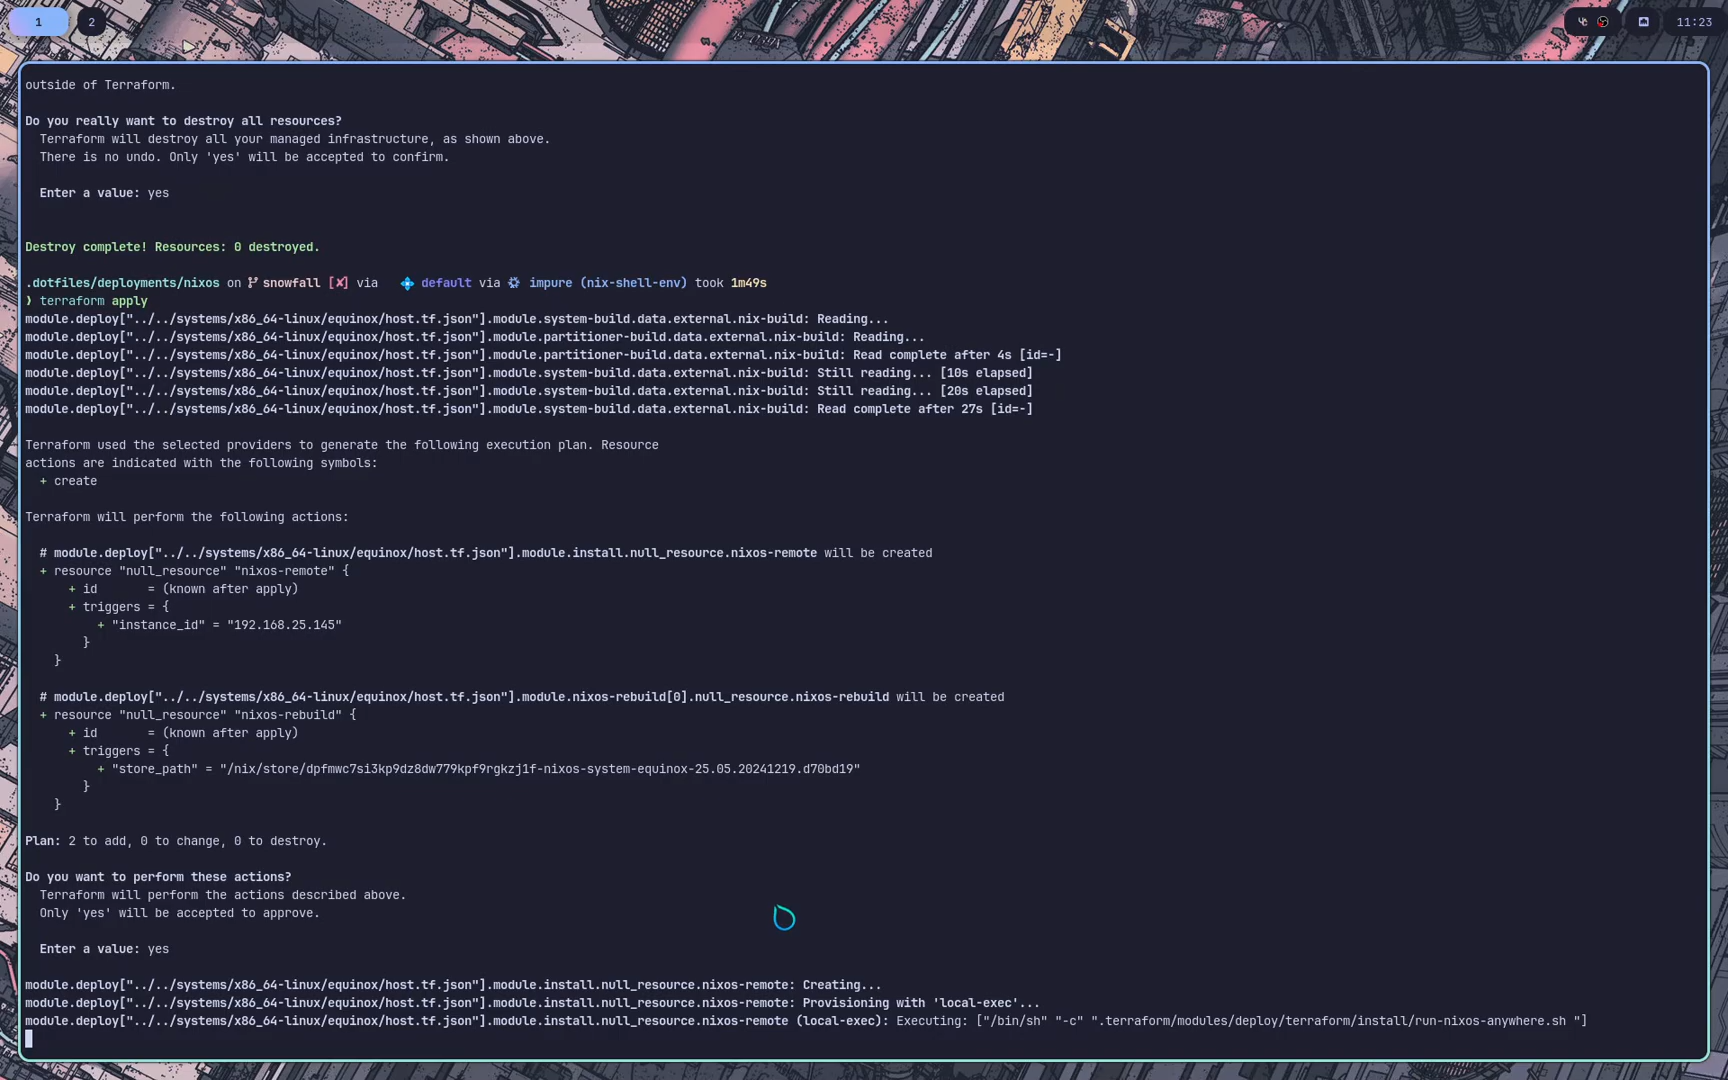 1
2
11:23
outside of Terraform.
Do you really want to destroy all resources?
Terraform will destroy all your managed infrastructure, as shown above.
There is no undo. Only 'yes' will be accepted to confirm.
Enter a value: yes
Destroy complete! Resources: 0 destroyed.
.dotfiles/deployments/nixos on snowfall [✘] via default via impure (nix-shell-env) took 1m49s
❯ terraform apply
module.deploy["../../systems/x86_64-linux/equinox/host.tf.json"].module.system-build.data.external.nix-build: Reading...
module.deploy["../../systems/x86_64-linux/equinox/host.tf.json"].module.partitioner-build.data.external.nix-build: Reading...
module.deploy["../../systems/x86_64-linux/equinox/host.tf.json"].module.partitioner-build.data.external.nix-build: Read complete after 4s [id=-]
module.deploy["../../systems/x86_64-linux/equinox/host.tf.json"].module.system-build.data.external.nix-build: Still reading... [10s elapsed]
module.deploy["../../systems/x86_64-linux/equinox/host.tf.json"].module.system-build.data.external.nix-build: Still reading... [20s elapsed]
module.deploy["../../systems/x86_64-linux/equinox/host.tf.json"].module.system-build.data.external.nix-build: Read complete after 27s [id=-]
Terraform used the selected providers to generate the following execution plan. Resource
actions are indicated with the following symbols:
+ create
Terraform will perform the following actions:
# module.deploy["../../systems/x86_64-linux/equinox/host.tf.json"].module.install.null_resource.nixos-remote will be created
+ resource "null_resource" "nixos-remote" {
+ id = (known after apply)
+ triggers = {
+ "instance_id" = "192.168.25.145"
}
}
# module.deploy["../../systems/x86_64-linux/equinox/host.tf.json"].module.nixos-rebuild[0].null_resource.nixos-rebuild will be created
+ resource "null_resource" "nixos-rebuild" {
+ id = (known after apply)
+ triggers = {
+ "store_path" = "/nix/store/dpfmwc7si3kp9dz8dw779kpf9rgkzj1f-nixos-system-equinox-25.05.20241219.d70bd19"
}
}
Plan: 2 to add, 0 to change, 0 to destroy.
Do you want to perform these actions?
Terraform will perform the actions described above.
Only 'yes' will be accepted to approve.
Enter a value: yes
module.deploy["../../systems/x86_64-linux/equinox/host.tf.json"].module.install.null_resource.nixos-remote: Creating...
module.deploy["../../systems/x86_64-linux/equinox/host.tf.json"].module.install.null_resource.nixos-remote: Provisioning with 'local-exec'...
module.deploy["../../systems/x86_64-linux/equinox/host.tf.json"].module.install.null_resource.nixos-remote (local-exec): Executing: ["/bin/sh" "-c" ".terraform/modules/deploy/terraform/install/run-nixos-anywhere.sh "]